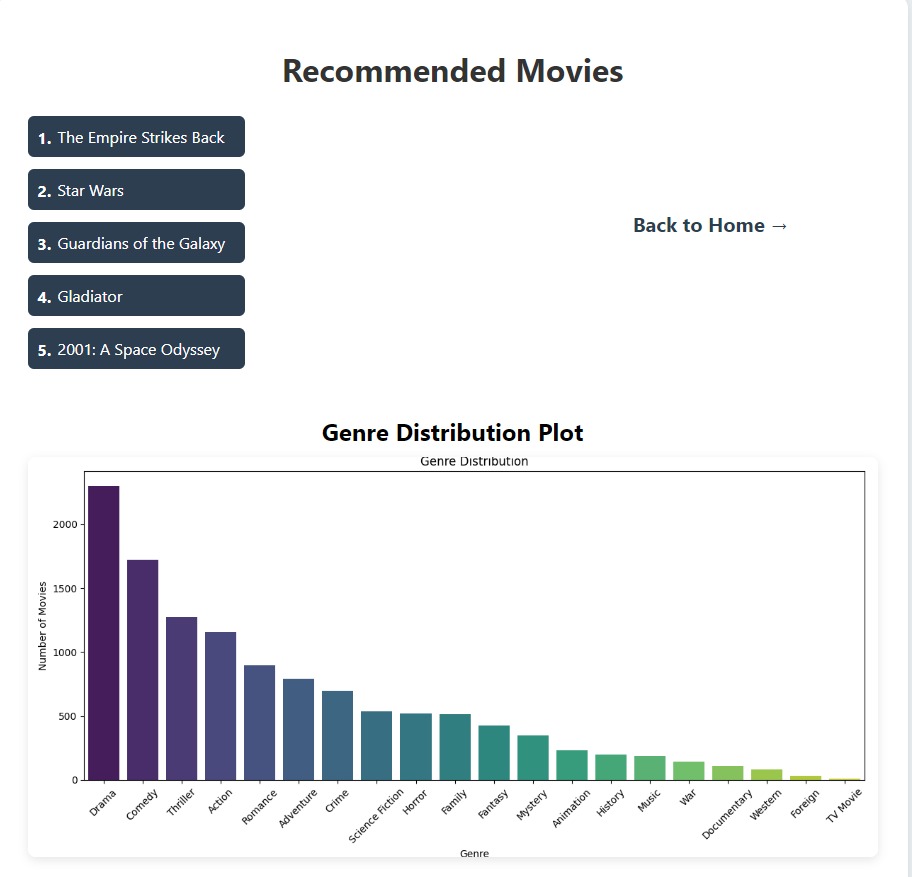 Recommended Movies
1. The Empire Strikes Back
2. Star Wars
3. Guardians of the Galaxy
4. Gladiator
5. 2001: A Space Odyssey
Back to Home →
Genre Distribution Plot
Genre Distribution
Number of Movies
2000
1500
1000
500
0
Drama
Comedy
Thriller
Action
Romance
Adventure
Crime
Science Fiction
Horror
Family
Fantasy
Mystery
Animation
History
Music
War
Documentary
Western
Foreign
TV Movie
Genre